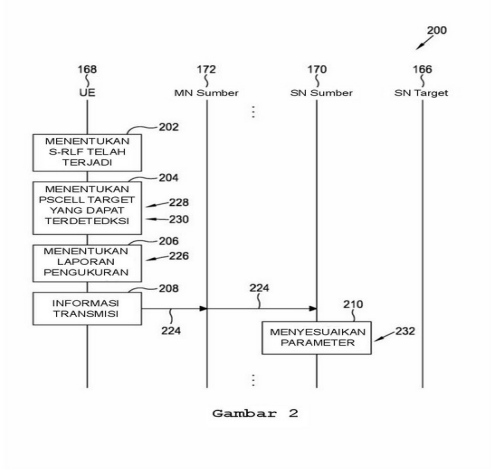 200
168
172
170
166
UE
MN Sumber
SN Sumber
SN Target
...
202
MENENTUKAN
S-RLF TELAH
TERJADI
204
MENENTUKAN
PSCELL TARGET
YANG DAPAT
TERDETEDKSI
228
230
206
MENENTUKAN
LAPORAN
PENGUKURAN
226
208
INFORMASI
TRANSMISI
224
224
210
MENYESUAIKAN
PARAMETER
232
...
Gambar 2